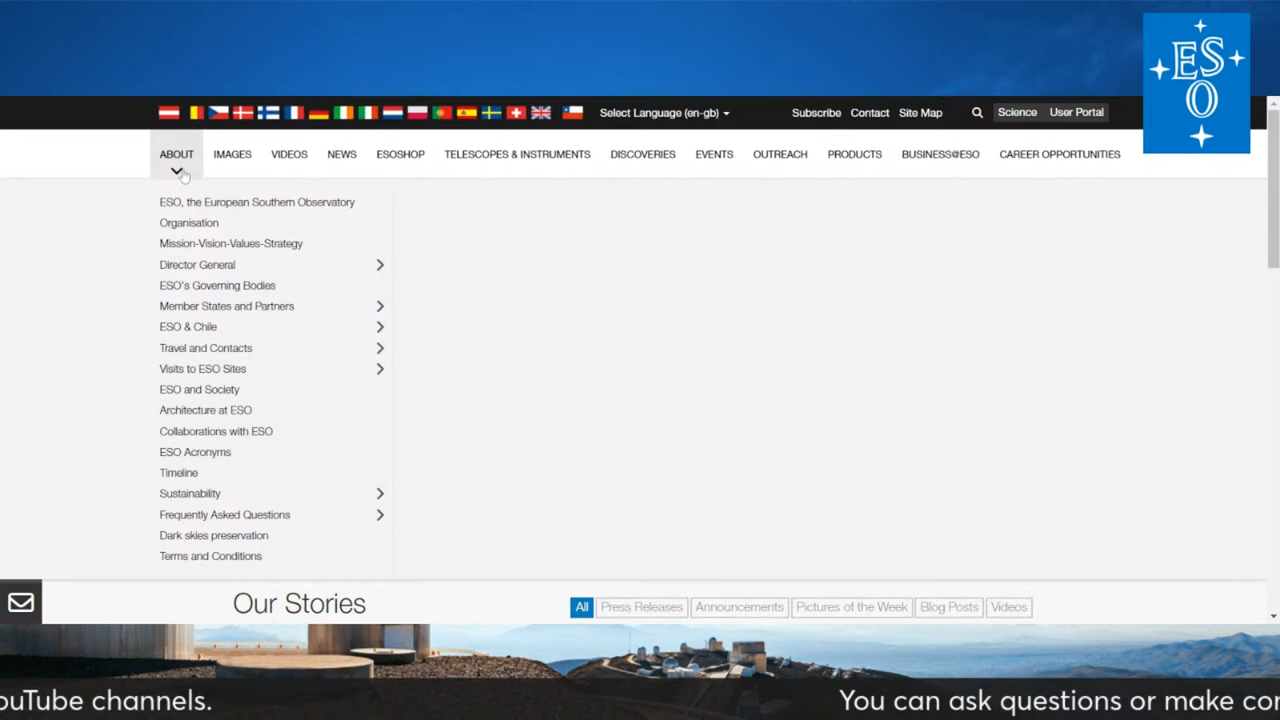 ESO
Select Language (en-gb)
Subscribe Contact Site Map
Science User Portal
ABOUT IMAGES VIDEOS NEWS ESOSHOP TELESCOPES & INSTRUMENTS DISCOVERIES EVENTS OUTREACH PRODUCTS BUSINESS@ESO CAREER OPPORTUNITIES
ESO, the European Southern Observatory
Organisation
Mission-Vision-Values-Strategy
Director General
ESO's Governing Bodies
Member States and Partners
ESO & Chile
Travel and Contacts
Visits to ESO Sites
ESO and Society
Architecture at ESO
Collaborations with ESO
ESO Acronyms
Timeline
Sustainability
Frequently Asked Questions
Dark skies preservation
Terms and Conditions
Our Stories
All Press Releases Announcements Pictures of the Week Blog Posts Videos
ouTube channels. You can ask questions or make co